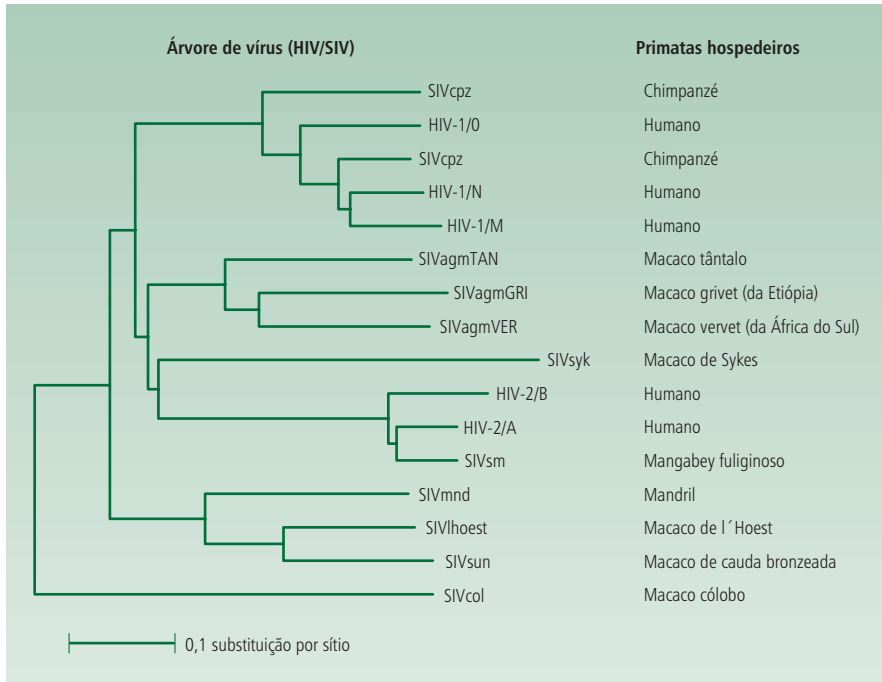 Árvore de vírus (HIV/SIV) Primatas hospedeiros
SIVcpz Chimpanzé
HIV-1/0 Humano
SIVcpz Chimpanzé
HIV-1/N Humano
HIV-1/M Humano
SIVagmTAN Macaco tântalo
SIVagmGRI Macaco grivet (da Etiópia)
SIVagmVER Macaco vervet (da África do Sul)
SIVsyk Macaco de Sykes
HIV-2/B Humano
HIV-2/A Humano
SIVsm Mangabey fuliginoso
SIVmnd Mandril
SIVlhoest Macaco de l´Hoest
SIVsun Macaco de cauda bronzeada
SIVcol Macaco cólobo
0,1 substituição por sítio